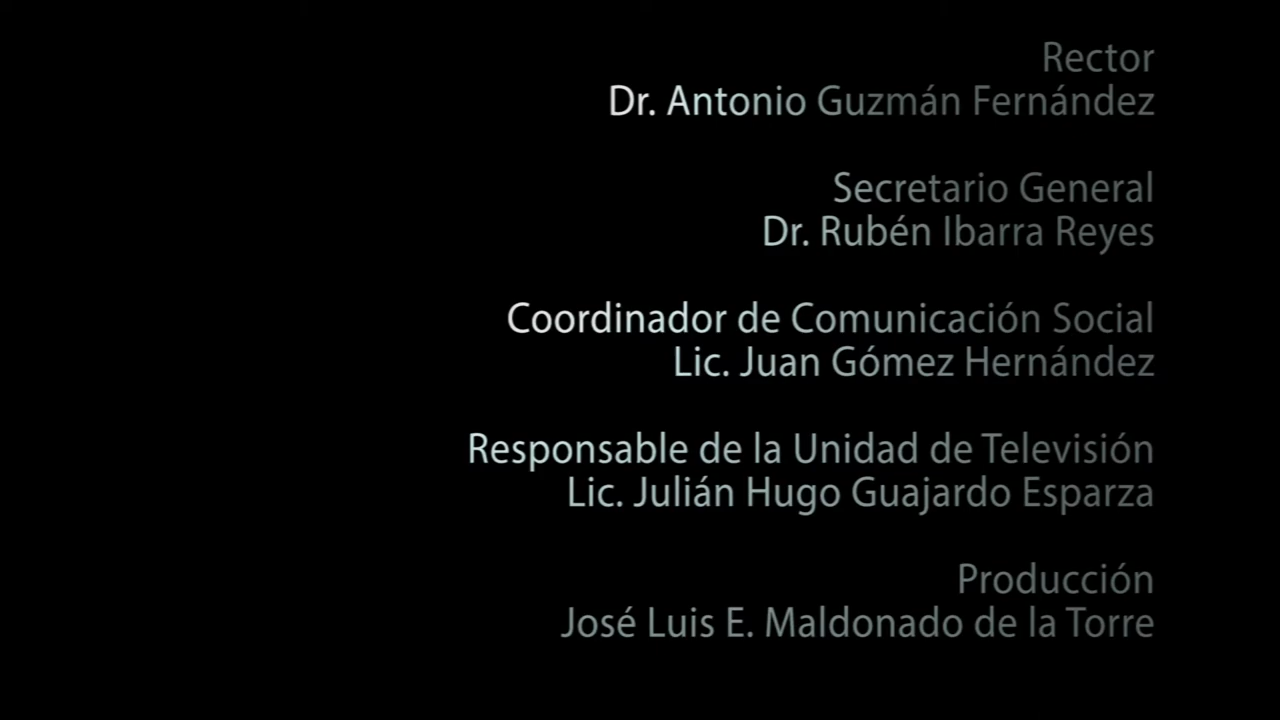 Rector
Dr. Antonio Guzmán Fernández
Secretario General
Dr. Rubén Ibarra Reyes
Coordinador de Comunicación Social
Lic. Juan Gómez Hernández
Responsable de la Unidad de Televisión
Lic. Julián Hugo Guajardo Esparza
Producción
José Luis E. Maldonado de la Torre